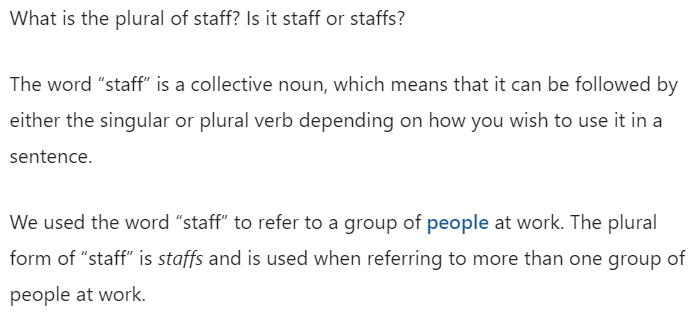 What is the plural of staff? Is it staff or staffs?
The word “staff” is a collective noun, which means that it can be followed by
either the singular or plural verb depending on how you wish to use it in a
sentence.
We used the word “staff” to refer to a group of people at work. The plural
form of “staff” is staffs and is used when referring to more than one group of
people at work.